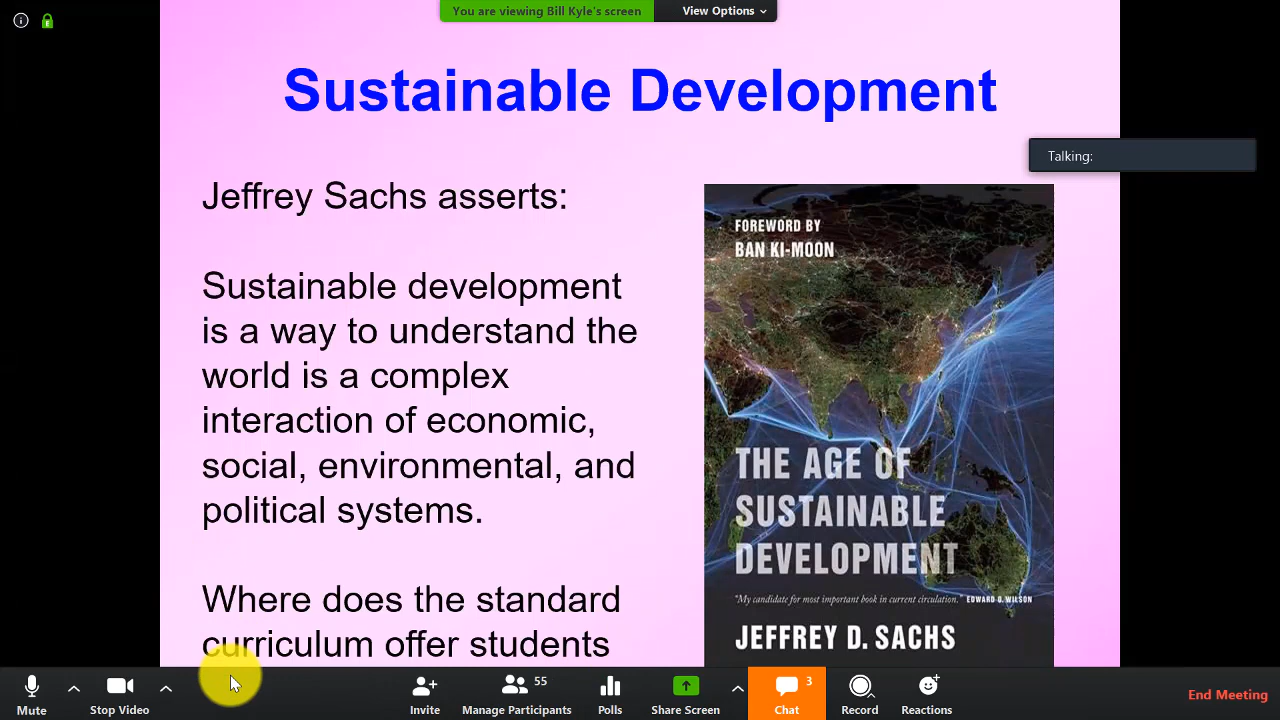 You are viewing Bill Kyle's screen View Options
Sustainable Development
Talking:
Jeffrey Sachs asserts:
Sustainable development
is a way to understand the
world is a complex
interaction of economic,
social, environmental, and
political systems.
Where does the standard
curriculum offer students
FOREWORD BY
BAN KI-MOON
THE AGE OF
SUSTAINABLE
DEVELOPMENT
"My candidate for most important book in current circulation." EDWARD O. WILSON
JEFFREY D. SACHS
Mute
Stop Video
Invite
55
Manage Participants
Polls
Share Screen
3
Chat
Record
Reactions
End Meeting